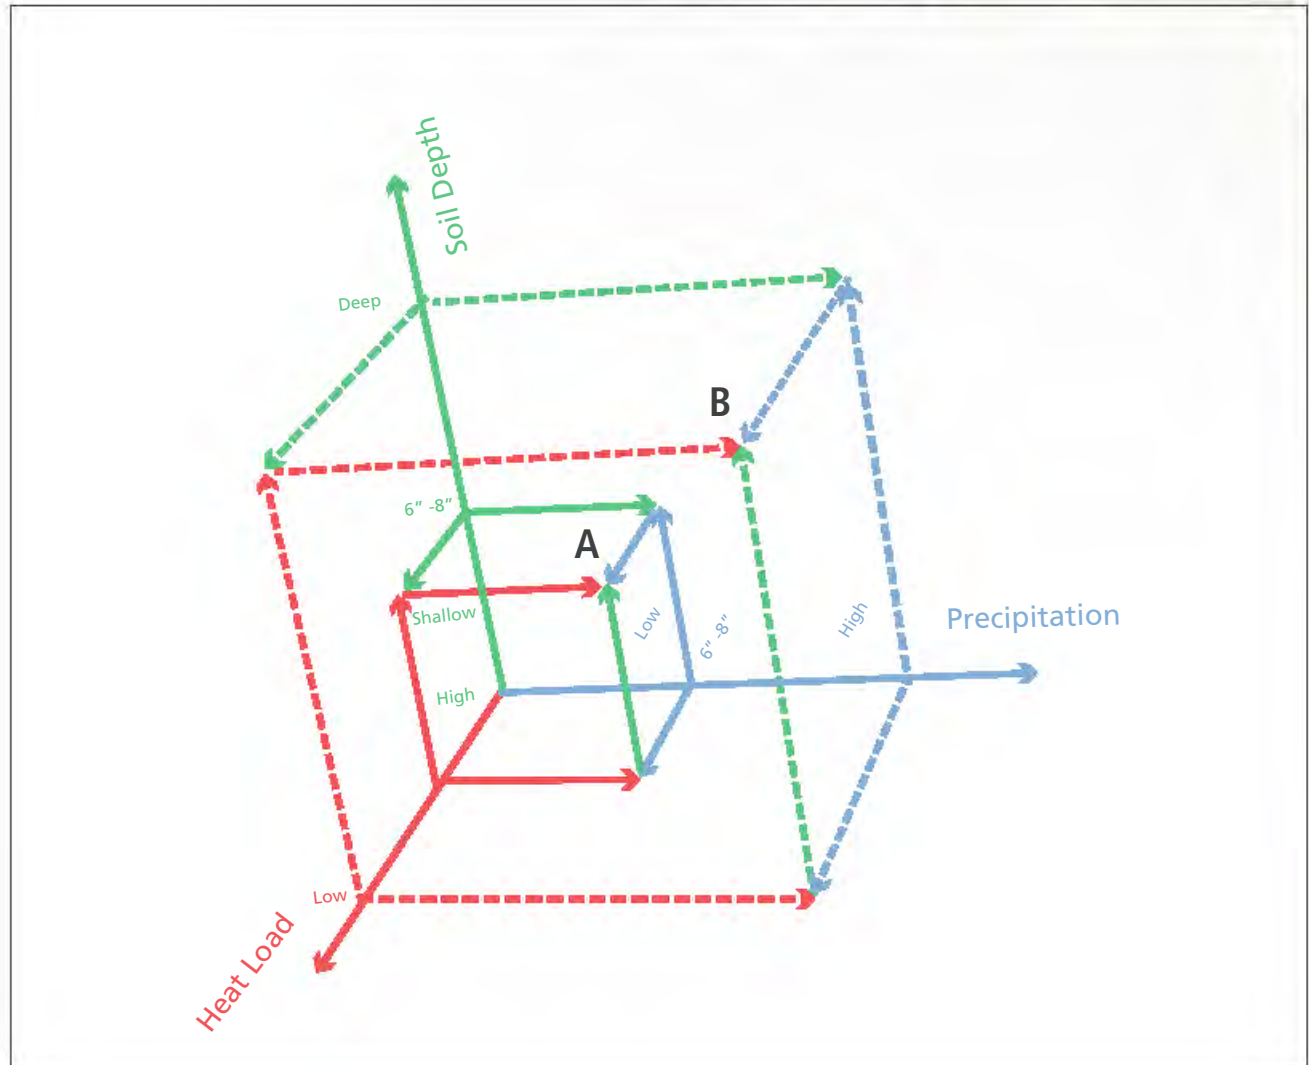 Soil Depth
Deep
B
6” -8”
A
Shallow
Low
6” -8”
High
Precipitation
High
Low
Heat Load